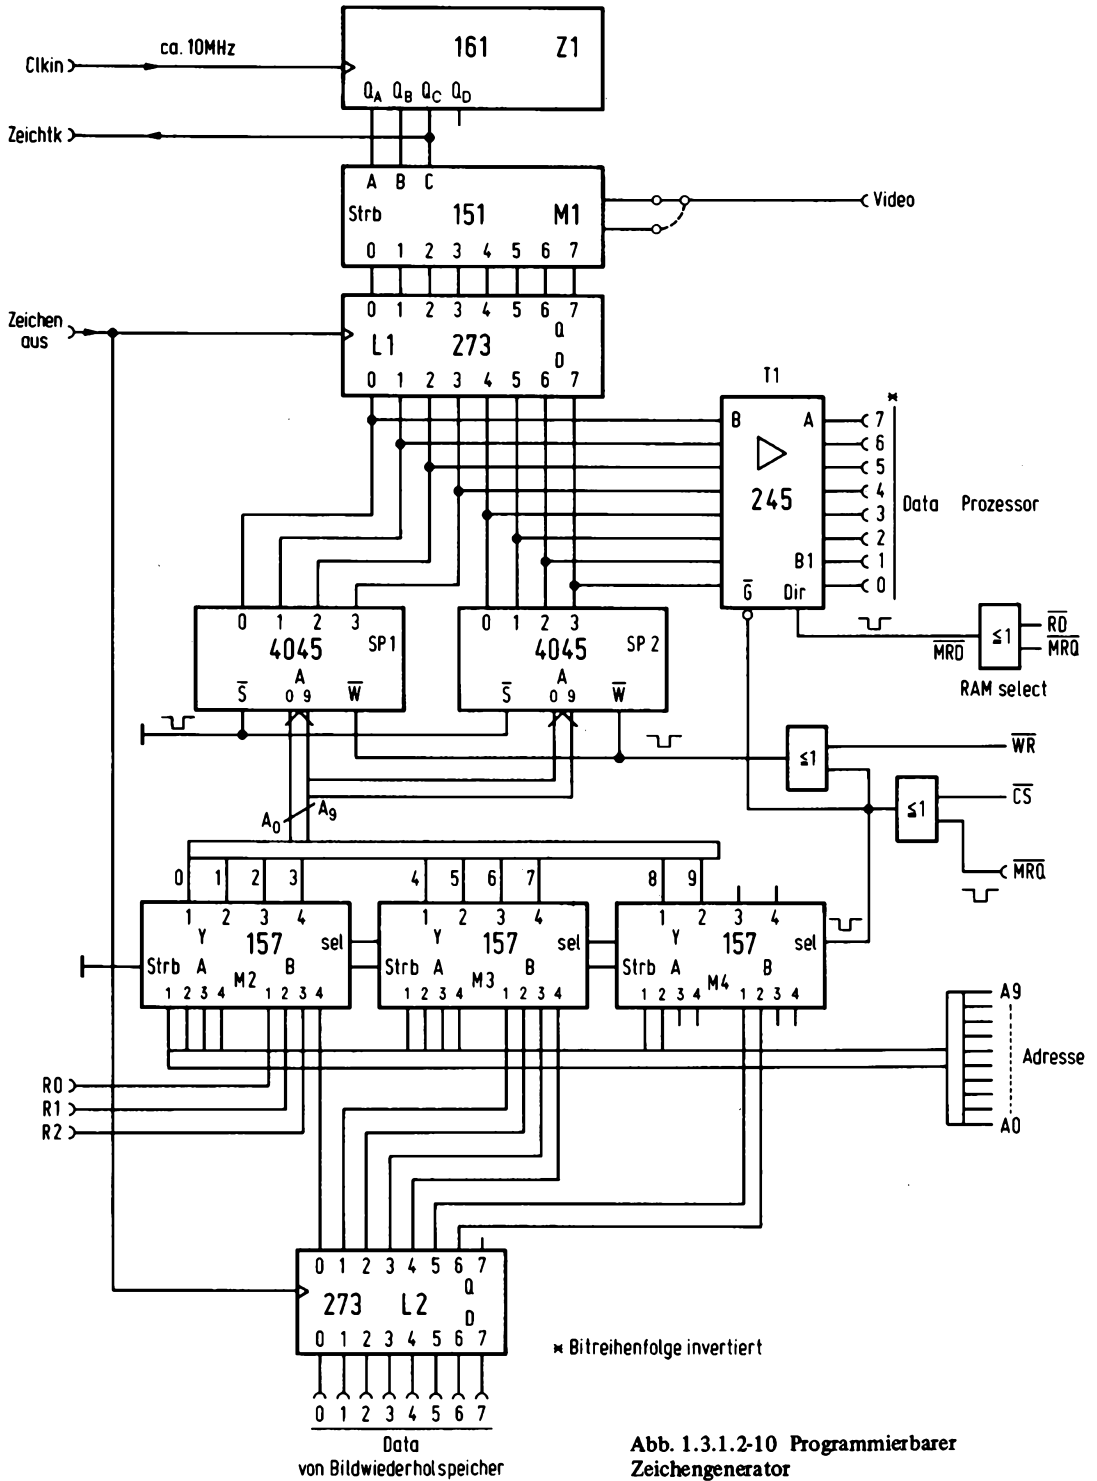 161 Z1
ca. 10MHz
Clkin
QA QB QC QD
Zeichtk
A B C
Strb 151 M1
Video
0 1 2 3 4 5 6 7
0 1 2 3 4 5 6 7
Zeichen
aus
Q
L1 273
D
0 1 2 3 4 5 6 7
T1
*
B A 7
6
5
245 4
Data Prozessor
3
2
B1 1
G Dir 0
0 1 2 3
4045 SP1
A
S 0 9 W
0 1 2 3
4045 SP2
A
S 0 9 W
≤1
RD
MRD MRQ
RAM select
≤1
WR
≤1
CS
MRQ
A0 A9
0 1 2 3 4 5 6 7 8 9
1 2 3 4 1 2 3 4 1 2 3 4
Y 157 sel Y 157 sel Y 157 sel
Strb A B Strb A B Strb A B
M2 M3 M4
1 2 3 4 1 2 3 4 1 2 3 4 1 2 3 4 1 2 3 4 1 2 3 4
A9
Adresse
A0
R0
R1
R2
0 1 2 3 4 5 6 7
Q
273 L2
D
0 1 2 3 4 5 6 7
* Bitreihenfolge invertiert
0 1 2 3 4 5 6 7
Data
von Bildwiederholspeicher
Abb. 1.3.1.2-10 Programmierbarer
Zeichengenerator